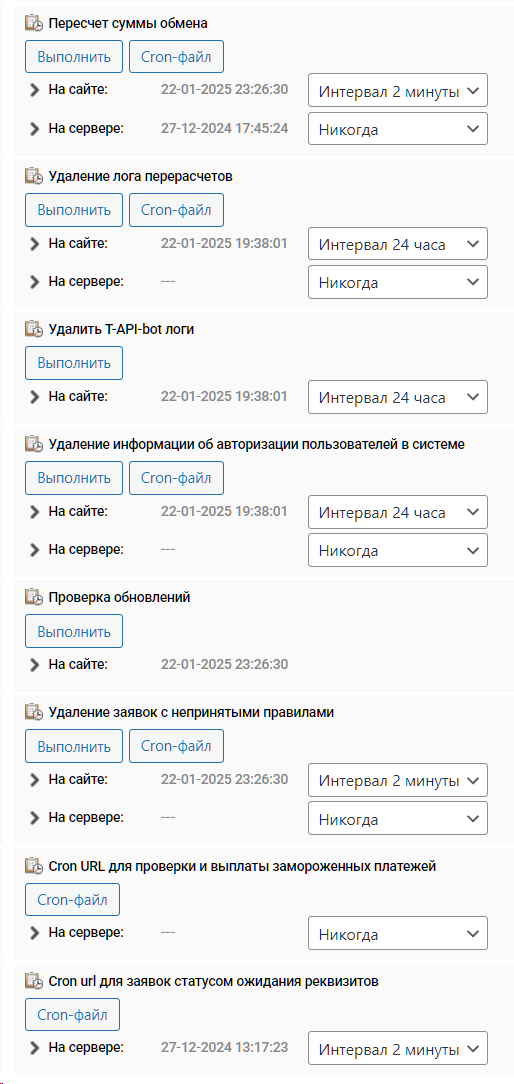 Пересчет суммы обмена
Выполнить Cron-файл
На сайте: 22-01-2025 23:26:30 Интервал 2 минуты
На сервере: 27-12-2024 17:45:24 Никогда
Удаление лога перерасчетов
Выполнить Cron-файл
На сайте: 22-01-2025 19:38:01 Интервал 24 часа
На сервере: --- Никогда
Удалить T-API-bot логи
Выполнить
На сайте: 22-01-2025 19:38:01 Интервал 24 часа
Удаление информации об авторизации пользователей в системе
Выполнить Cron-файл
На сайте: 22-01-2025 19:38:01 Интервал 24 часа
На сервере: --- Никогда
Проверка обновлений
Выполнить
На сайте: 22-01-2025 23:26:30
Удаление заявок с непринятыми правилами
Выполнить Cron-файл
На сайте: 22-01-2025 23:26:30 Интервал 2 минуты
На сервере: --- Никогда
Cron URL для проверки и выплаты замороженных платежей
Cron-файл
На сервере: --- Никогда
Cron url для заявок статусом ожидания реквизитов
Cron-файл
На сервере: 27-12-2024 13:17:23 Интервал 2 минуты